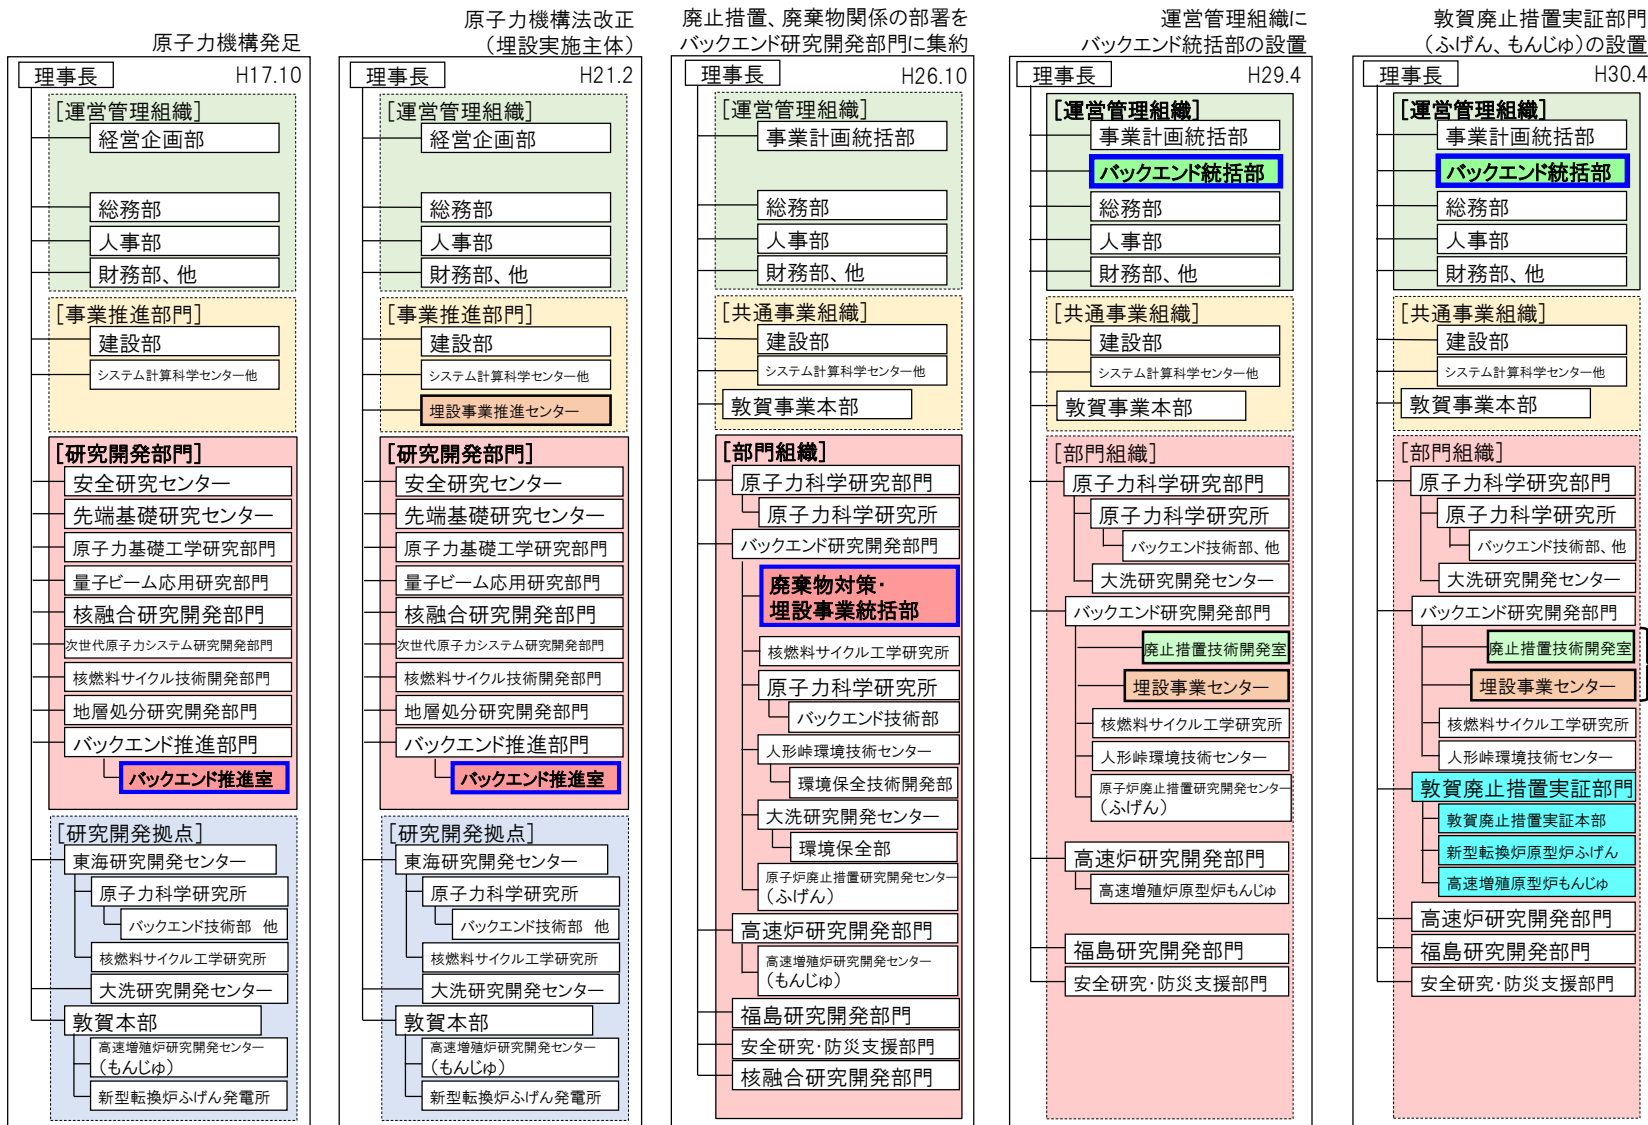 原子力機構発足
理事長
H17.10
[運営管理組織]
経営企画部
総務部
人事部
財務部、他
[事業推進部門]
建設部
システム計算科学センター他
[研究開発部門]
安全研究センター
先端基礎研究センター
原子力基礎工学研究部門
量子ビーム応用研究部門
核融合研究開発部門
次世代原子力システム研究開発部門
核燃料サイクル技術開発部門
地層処分研究開発部門
バックエンド推進部門
バックエンド推進室
[研究開発拠点]
東海研究開発センター
原子力科学研究所
バックエンド技術部 他
核燃料サイクル工学研究所
大洗研究開発センター
敦賀本部
高速増殖炉研究開発センター
(もんじゅ)
新型転換炉ふげん発電所
原子力機構法改正
(埋設実施主体)
理事長
H21.2
[運営管理組織]
経営企画部
総務部
人事部
財務部、他
[事業推進部門]
建設部
システム計算科学センター他
埋設事業推進センター
[研究開発部門]
安全研究センター
先端基礎研究センター
原子力基礎工学研究部門
量子ビーム応用研究部門
核融合研究開発部門
次世代原子力システム研究開発部門
核燃料サイクル技術開発部門
地層処分研究開発部門
バックエンド推進部門
バックエンド推進室
[研究開発拠点]
東海研究開発センター
原子力科学研究所
バックエンド技術部 他
核燃料サイクル工学研究所
大洗研究開発センター
敦賀本部
高速増殖炉研究開発センター
(もんじゅ)
新型転換炉ふげん発電所
廃止措置、廃棄物関係の部署を
バックエンド研究開発部門に集約
理事長
H26.10
[運営管理組織]
事業計画統括部
総務部
人事部
財務部、他
[共通事業組織]
建設部
システム計算科学センター他
敦賀事業本部
[部門組織]
原子力科学研究部門
原子力科学研究所
バックエンド研究開発部門
廃棄物対策・
埋設事業統括部
核燃料サイクル工学研究所
原子力科学研究所
バックエンド技術部
人形峠環境技術センター
環境保全技術開発部
大洗研究開発センター
環境保全部
原子炉廃止措置研究開発センター
(ふげん)
高速炉研究開発部門
高速増殖炉研究開発センター
(もんじゅ)
福島研究開発部門
安全研究・防災支援部門
核融合研究開発部門
運営管理組織に
バックエンド統括部の設置
理事長
H29.4
[運営管理組織]
事業計画統括部
バックエンド統括部
総務部
人事部
財務部、他
[共通事業組織]
建設部
システム計算科学センター他
敦賀事業本部
[部門組織]
原子力科学研究部門
原子力科学研究所
バックエンド技術部、他
大洗研究開発センター
バックエンド研究開発部門
廃止措置技術開発室
埋設事業センター
核燃料サイクル工学研究所
人形峠環境技術センター
原子炉廃止措置研究開発センター
(ふげん)
高速炉研究開発部門
高速増殖炉原型炉もんじゅ
福島研究開発部門
安全研究・防災支援部門
敦賀廃止措置実証部門
(ふげん、もんじゅ)の設置
理事長
H30.4
[運営管理組織]
事業計画統括部
バックエンド統括部
総務部
人事部
財務部、他
[共通事業組織]
建設部
システム計算科学センター他
敦賀事業本部
[部門組織]
原子力科学研究部門
原子力科学研究所
バックエンド技術部、他
大洗研究開発センター
バックエンド研究開発部門
廃止措置技術開発室
埋設事業センター
核燃料サイクル工学研究所
人形峠環境技術センター
敦賀廃止措置実証部門
敦賀廃止措置実証本部
新型転換炉原型炉ふげん
高速増殖原型炉もんじゅ
高速炉研究開発部門
福島研究開発部門
安全研究・防災支援部門